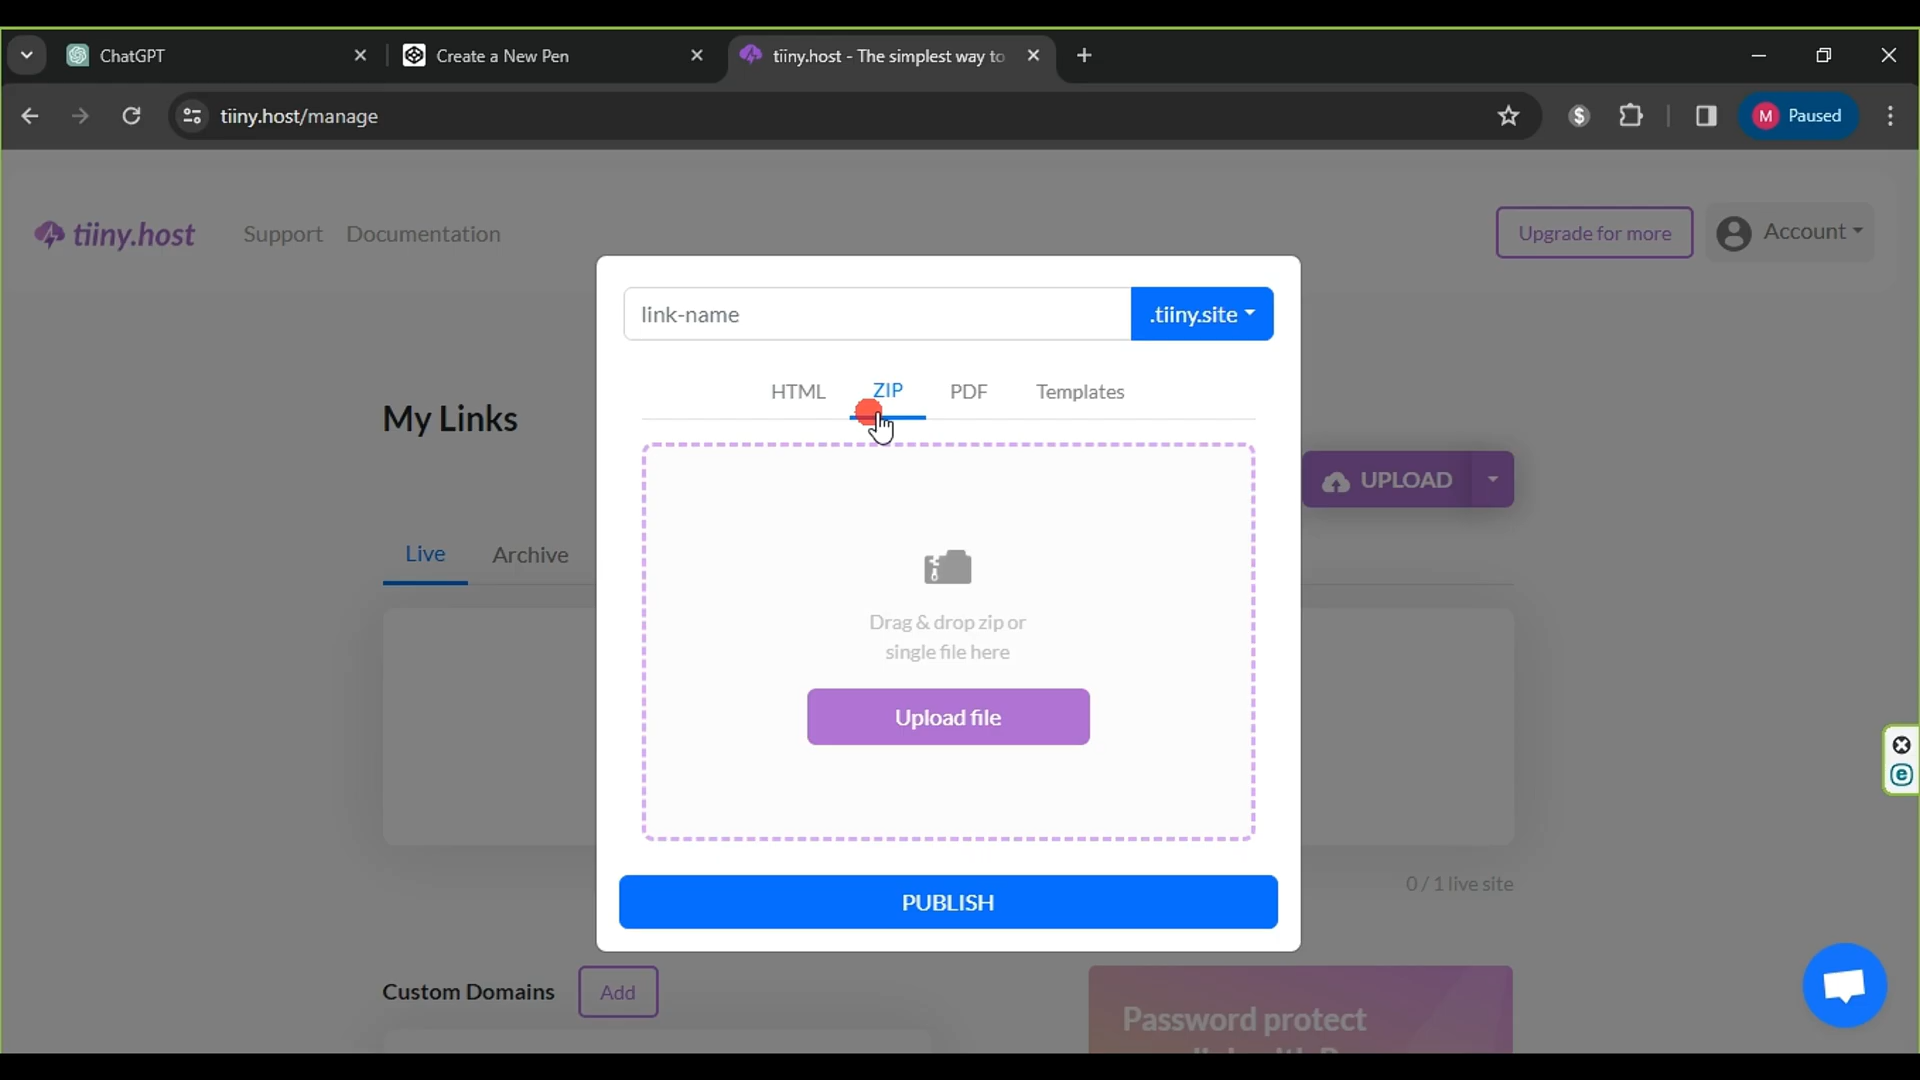 ChatGPT
Create a New Pen
tiiny.host - The simplest way to
tiiny.host/manage
M Paused
tiiny.host
Support
Documentation
Upgrade for more
Account
link-name
.tiiny.site
HTML
ZIP
PDF
Templates
My Links
UPLOAD
Live
Archive
Drag & drop zip or
single file here
Upload file
0 / 1 live site
PUBLISH
Custom Domains
Add
Password protect